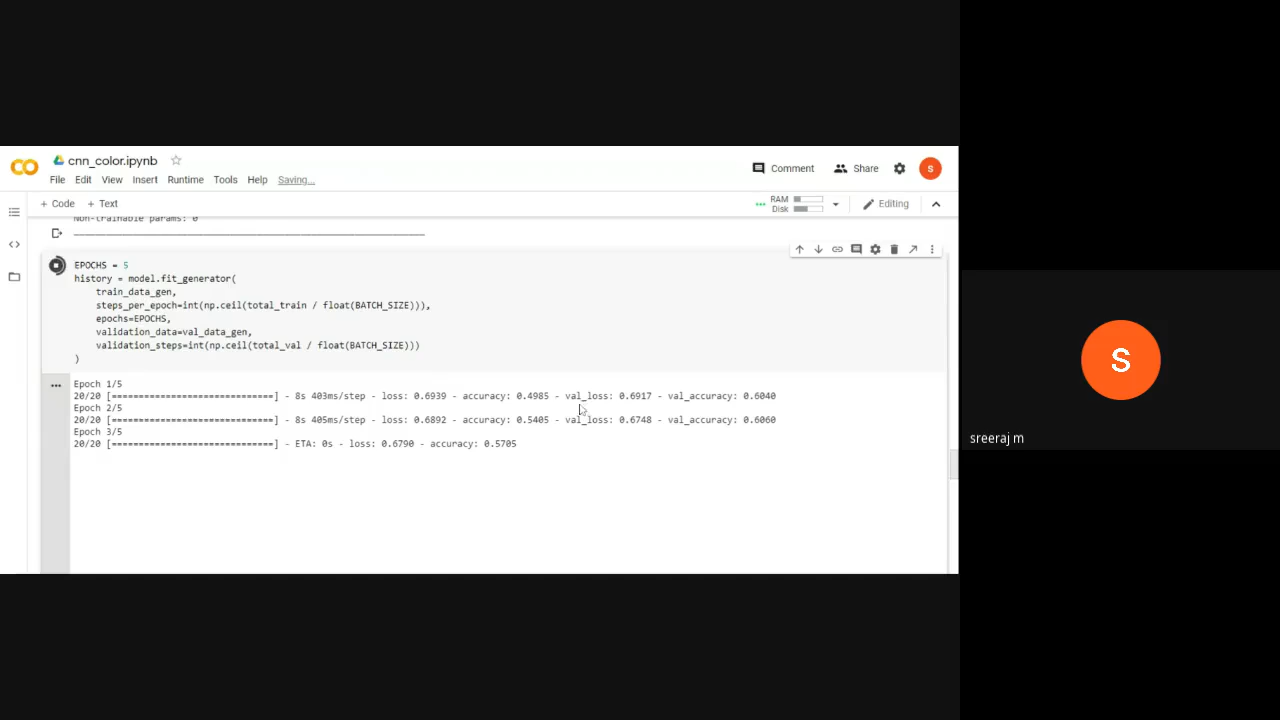 cnn_color.ipynb
File Edit View Insert Runtime Tools Help Saving...
Comment Share S
+ Code + Text
RAM
Disk
Editing
Non-trainable params: 0
EPOCHS = 5
history = model.fit_generator(
train_data_gen,
steps_per_epoch=int(np.ceil(total_train / float(BATCH_SIZE))),
epochs=EPOCHS,
validation_data=val_data_gen,
validation_steps=int(np.ceil(total_val / float(BATCH_SIZE)))
)
Epoch 1/5
20/20 [==============================] - 8s 403ms/step - loss: 0.6939 - accuracy: 0.4985 - val_loss: 0.6917 - val_accuracy: 0.6040
Epoch 2/5
20/20 [==============================] - 8s 405ms/step - loss: 0.6892 - accuracy: 0.5405 - val_loss: 0.6748 - val_accuracy: 0.6060
Epoch 3/5
20/20 [==============================] - ETA: 0s - loss: 0.6790 - accuracy: 0.5705
S
sreeraj m